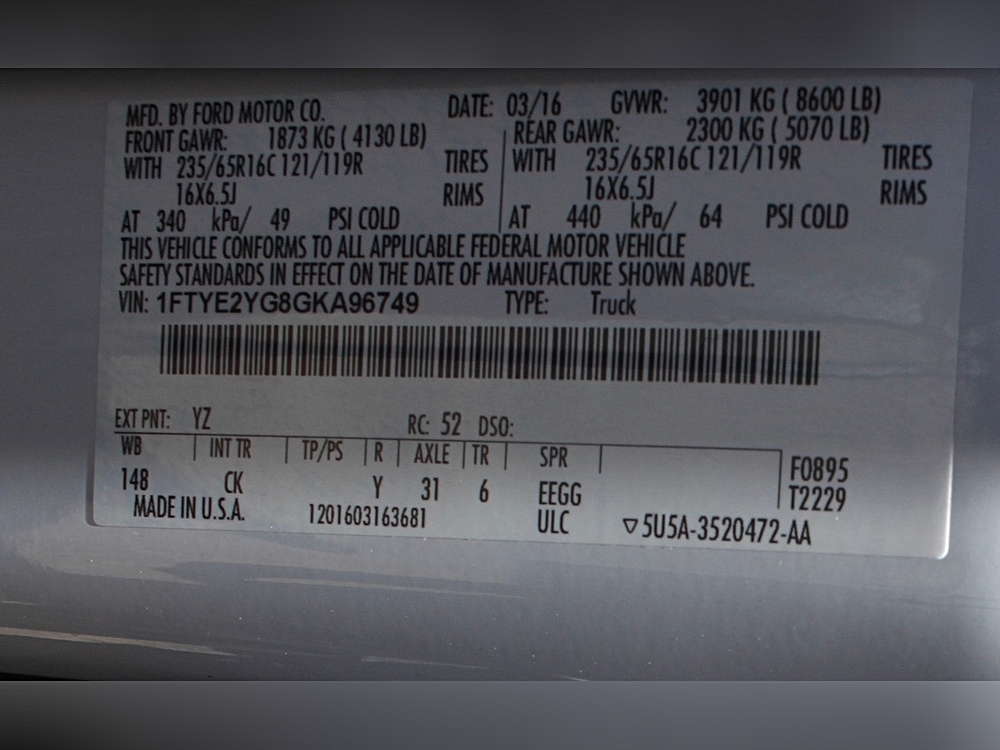 MFD. BY FORD MOTOR CO. DATE: 03/16 GVWR: 3901 KG ( 8600 LB)
FRONT GAWR: 1873 KG ( 4130 LB) REAR GAWR: 2300 KG ( 5070 LB)
WITH 235/65R16C 121/119R TIRES WITH 235/65R16C 121/119R TIRES
16X6.5J RIMS 16X6.5J RIMS
AT 340 kPa/ 49 PSI COLD AT 440 kPa/ 64 PSI COLD
THIS VEHICLE CONFORMS TO ALL APPLICABLE FEDERAL MOTOR VEHICLE
SAFETY STANDARDS IN EFFECT ON THE DATE OF MANUFACTURE SHOWN ABOVE.
VIN: 1FTYE2YG8GKA96749 TYPE: Truck
EXT PNT: YZ RC: 52 DSO:
WB INT TR TP/PS R AXLE TR SPR F0895
148 CK Y 31 6 EEGG T2229
MADE IN U.S.A. 1201603163681 ULC ▽5U5A-3520472-AA